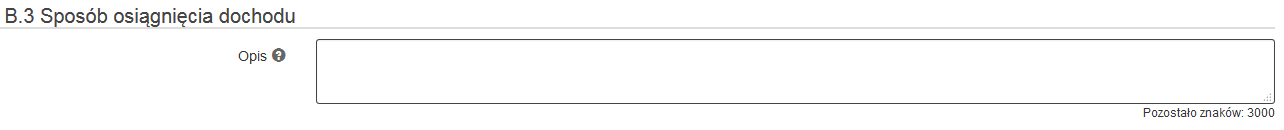 B.3 Sposób osiągnięcia dochodu
Opis ?
Pozostało znaków: 3000